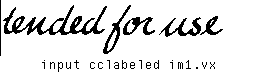 tended for use
input cclabeled im1.vx